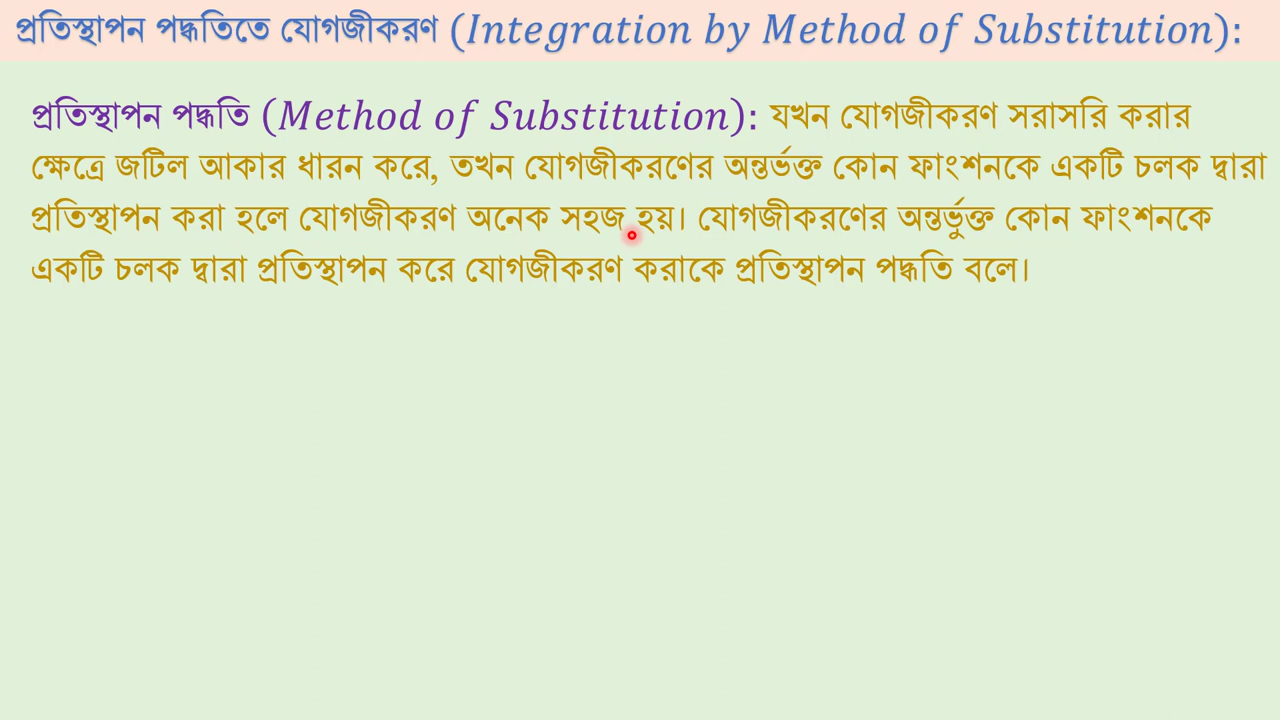 প্রতিস্থাপন পদ্ধতিতে যোগজীকরণ (Integration by Method of Substitution):
প্রতিস্থাপন পদ্ধতি (Method of Substitution): যখন যোগজীকরণ সরাসরি করার
ক্ষেত্রে জটিল আকার ধারন করে, তখন যোগজীকরণের অন্তর্ভক্ত কোন ফাংশনকে একটি চলক দ্বারা
প্রতিস্থাপন করা হলে যোগজীকরণ অনেক সহজ হয়। যোগজীকরণের অন্তর্ভুক্ত কোন ফাংশনকে
একটি চলক দ্বারা প্রতিস্থাপন করে যোগজীকরণ করাকে প্রতিস্থাপন পদ্ধতি বলে।